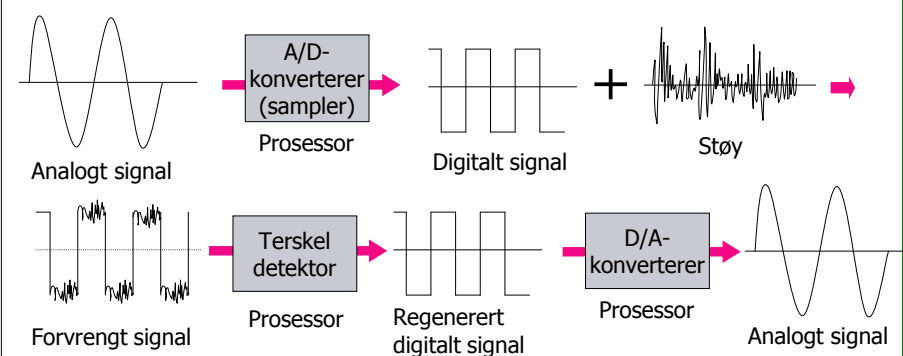 A/D-
konverterer
(sampler)
Prosessor
Analogt signal
Digitalt signal
+
Støy
Terskel
detektor
D/A-
konverterer
Forvrengt signal
Prosessor
Regenerert
digitalt signal
Prosessor
Analogt signal